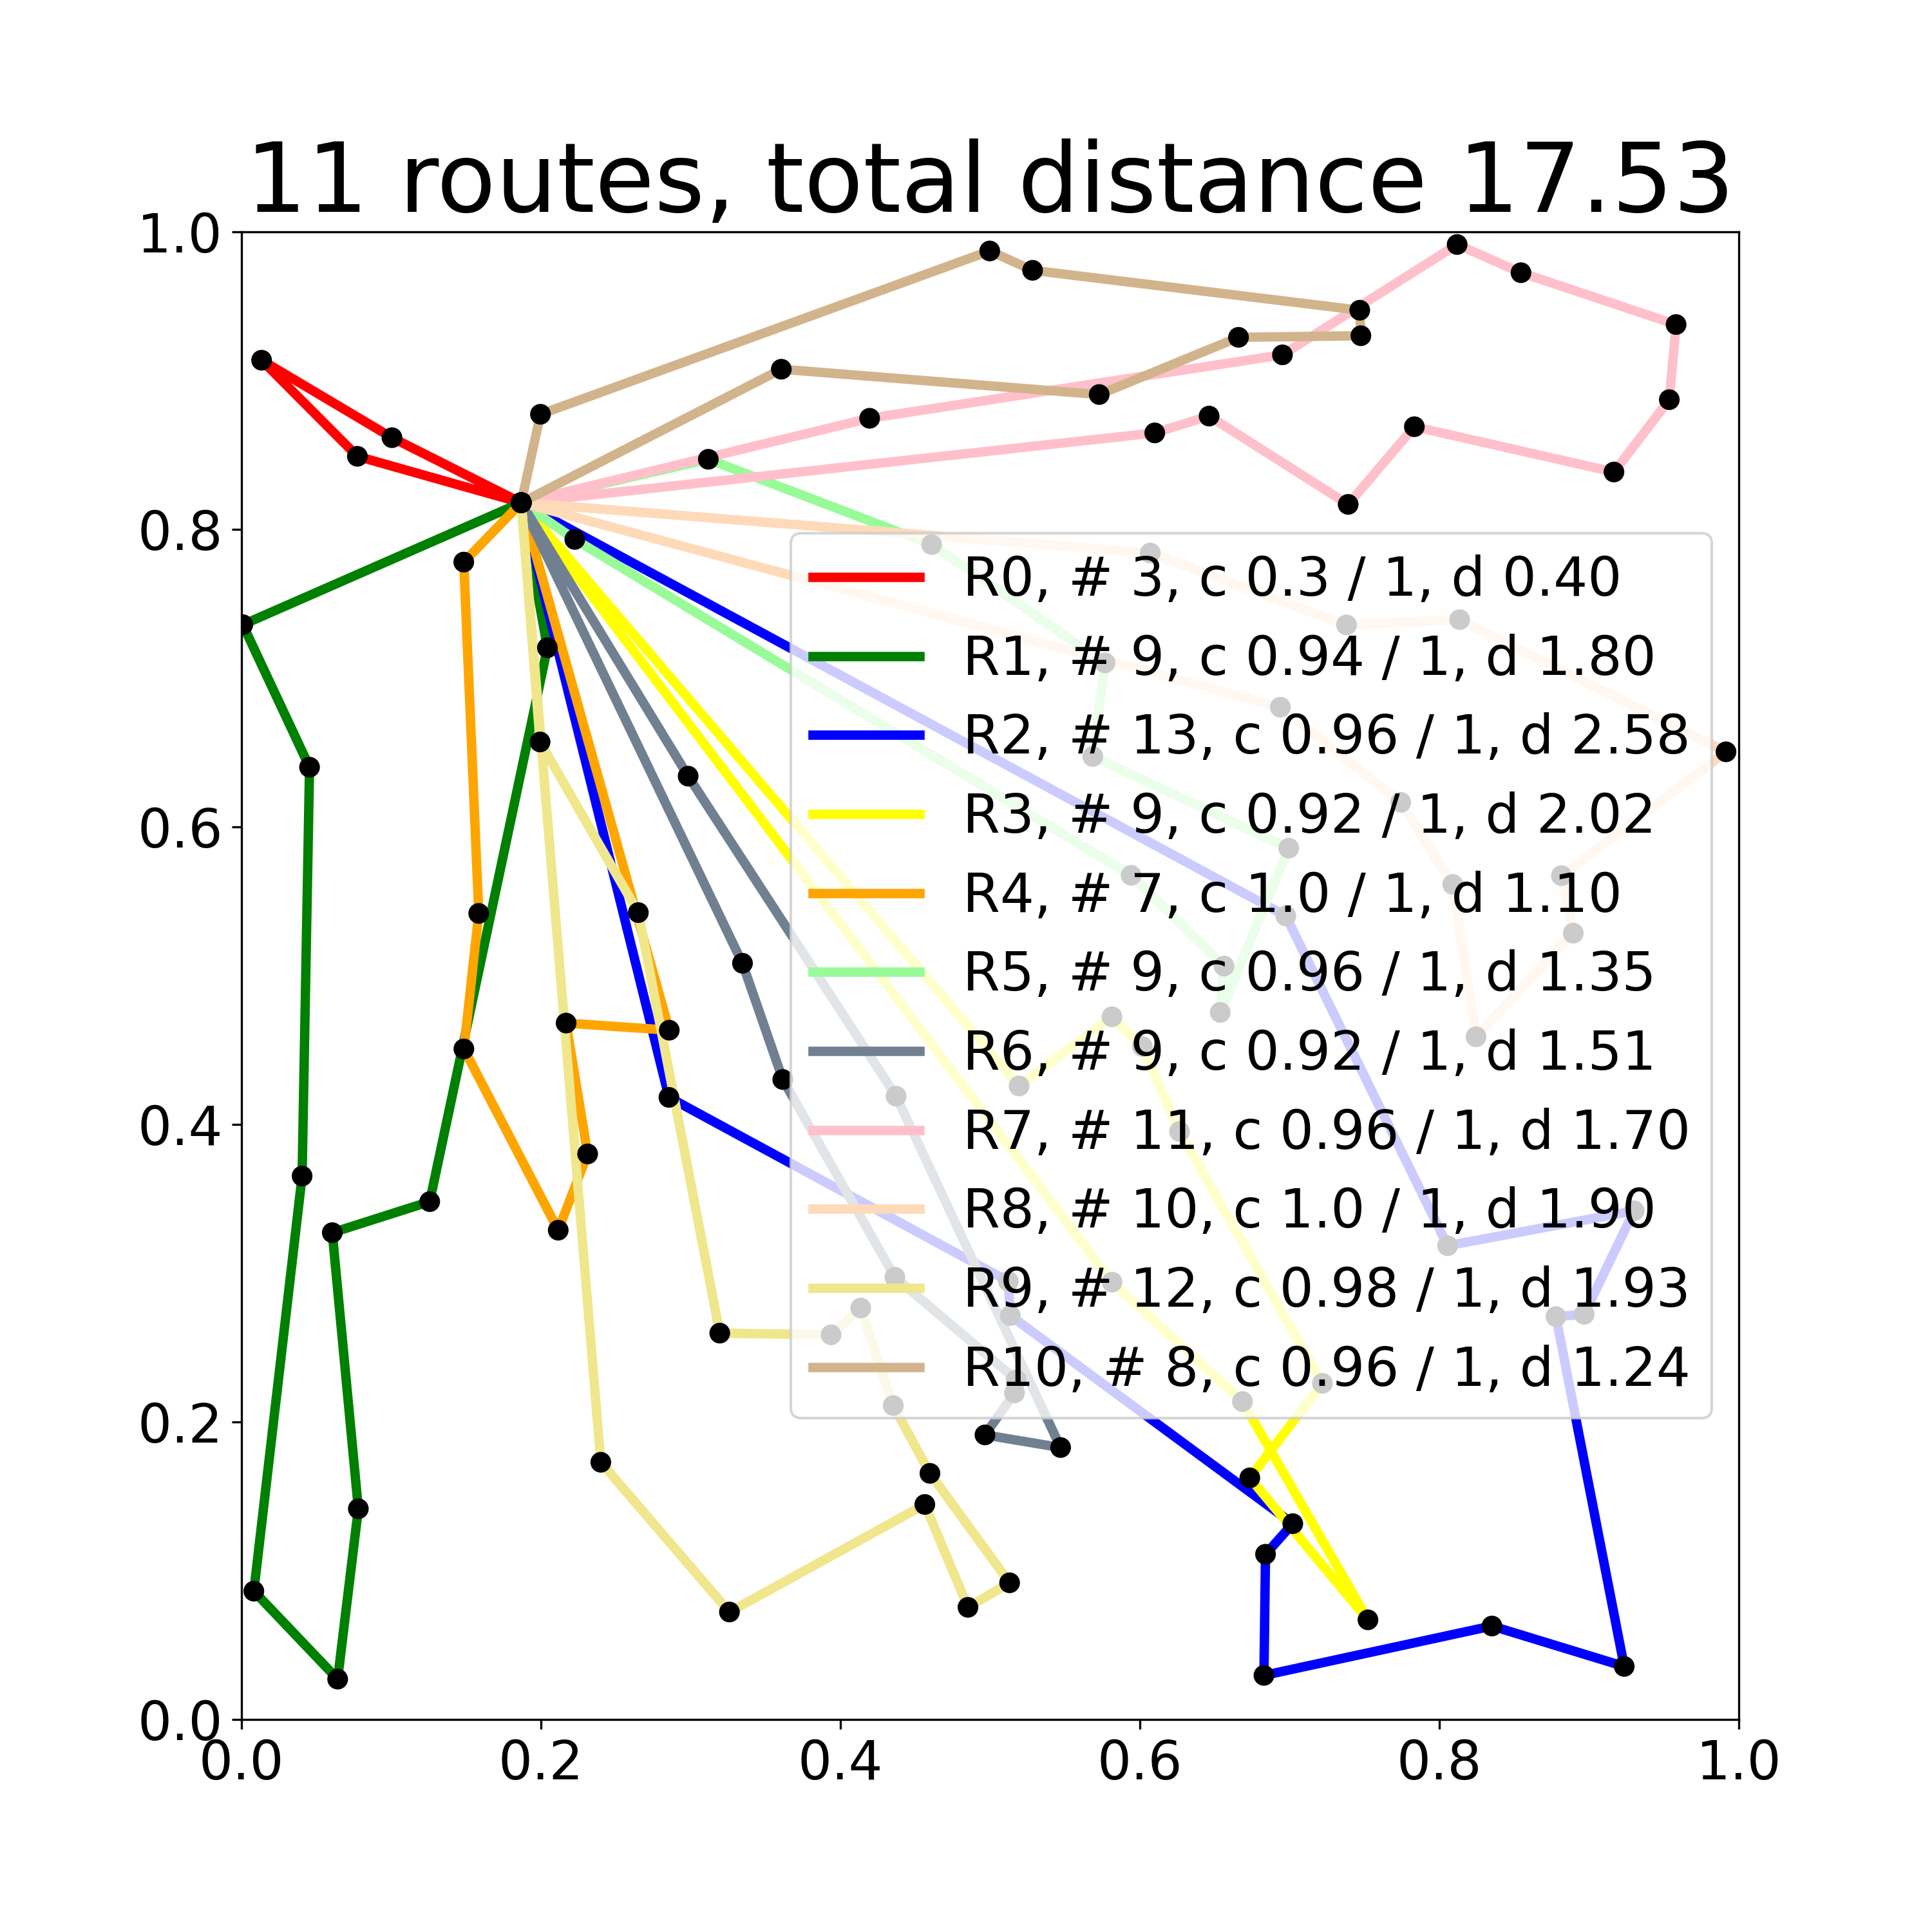 11 routes, total distance 17.53
1.0
0.8
0.6
0.4
0.2
0.0
R0, # 3, c 0.3 / 1, d 0.40
R1, # 9, c 0.94 / 1, d 1.80
R2, # 13, c 0.96 / 1, d 2.58
R3, # 9, c 0.92 / 1, d 2.02
R4, # 7, c 1.0 / 1, d 1.10
R5, # 9, c 0.96 / 1, d 1.35
R6, # 9, c 0.92 / 1, d 1.51
R7, # 11, c 0.96 / 1, d 1.70
R8, # 10, c 1.0 / 1, d 1.90
R9, # 12, c 0.98 / 1, d 1.93
R10, # 8, c 0.96 / 1, d 1.24
0.0 0.2 0.4 0.6 0.8 1.0